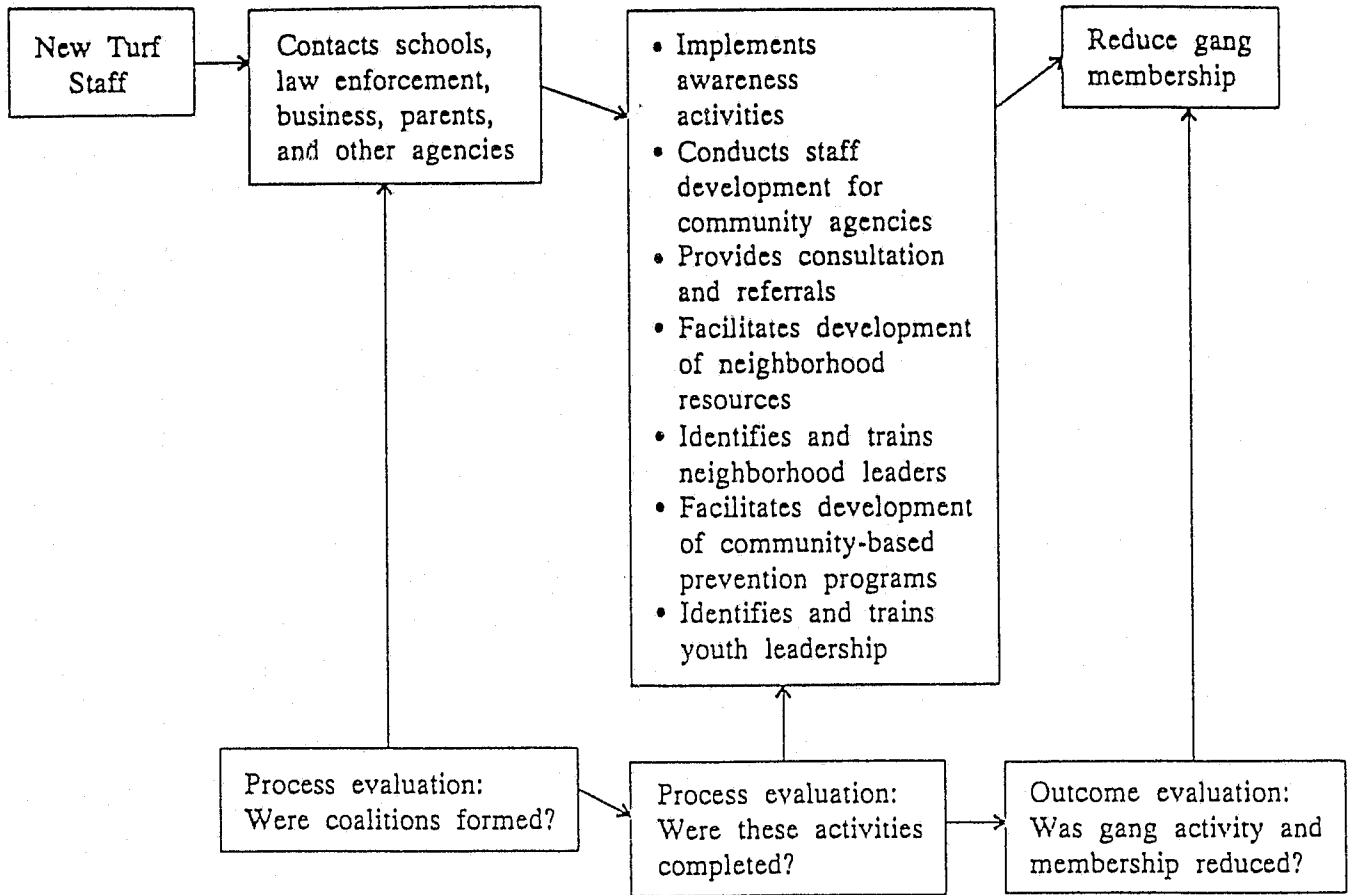 New Turf
Staff
Contacts schools,
law enforcement,
business, parents,
and other agencies
• Implements
awareness
activities
• Conducts staff
development for
community agencies
• Provides consultation
and referrals
• Facilitates development
of neighborhood
resources
• Identifies and trains
neighborhood leaders
• Facilitates development
of community-based
prevention programs
• Identifies and trains
youth leadership
Reduce gang
membership
Process evaluation:
Were coalitions formed?
Process evaluation:
Were these activities
completed?
Outcome evaluation:
Was gang activity and
membership reduced?